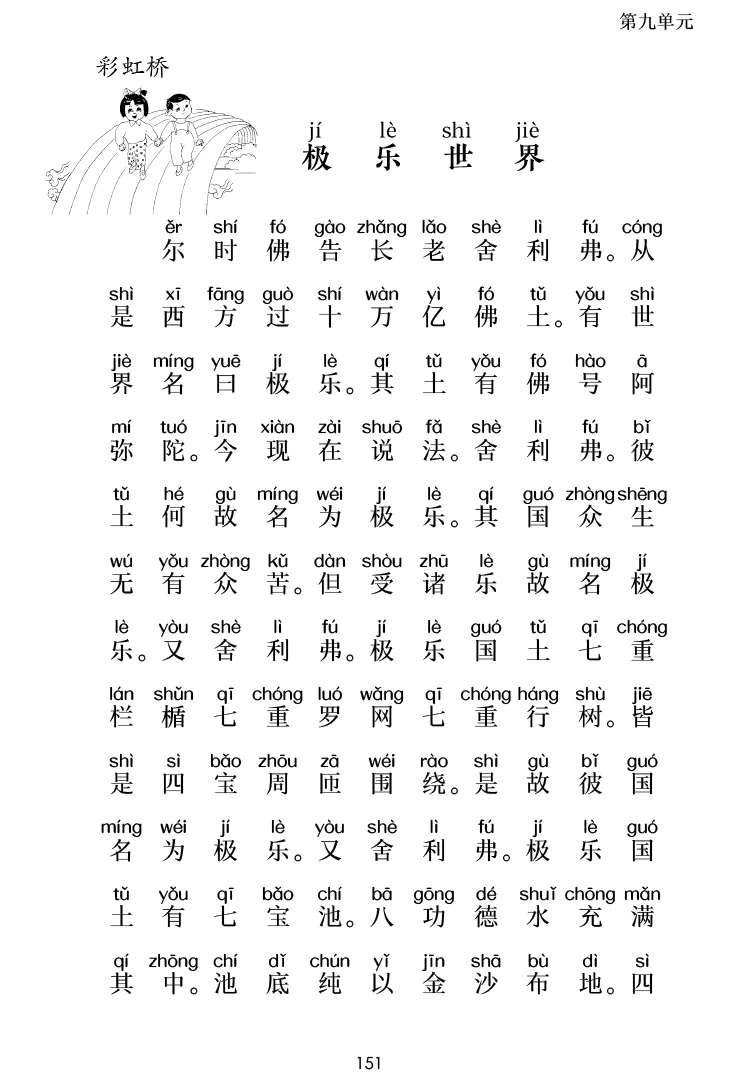 第九单元
彩虹桥
jí lè shì jiè
极乐世界
ěr shí fó gào zhǎng lǎo shè lì fú cóng
尔时佛告长老舍利弗。从
shì xī fāng guò shí wàn yì fó tǔ yǒu shì
是西方过十万亿佛土。有世
jiè míng yuē jí lè qí tǔ yǒu fó hào ā
界名曰极乐。其土有佛号阿
mí tuó jīn xiàn zài shuō fǎ shè lì fú bǐ
弥陀。今现在说法。舍利弗。彼
tǔ hé gù míng wéi jí lè qí guó zhòng shēng
土何故名为极乐。其国众生
wú yǒu zhòng kǔ dàn shòu zhū lè gù míng jí
无有众苦。但受诸乐故名极
lè yòu shè lì fú jí lè guó tǔ qī chóng
乐。又舍利弗。极乐国土七重
lán shǔn qī chóng luó wǎng qī chóng háng shù jiē
栏楯七重罗网七重行树。皆
shì sì bǎo zhōu zā wéi rào shì gù bǐ guó
是四宝周匝围绕。是故彼国
míng wéi jí lè yòu shè lì fú jí lè guó
名为极乐。又舍利弗。极乐国
tǔ yǒu qī bǎo chí bā gōng dé shuǐ chōng mǎn
土有七宝池。八功德水充满
qí zhōng chí dǐ chún yǐ jīn shā bù dì sì
其中。池底纯以金沙布地。四
151